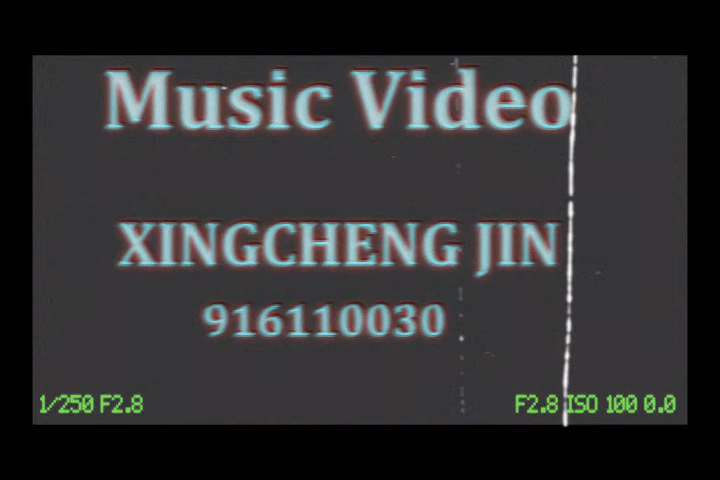 Music Video
XINGCHENG JIN
916110030
1/250 F2.8
F2.8 ISO 100 0.0